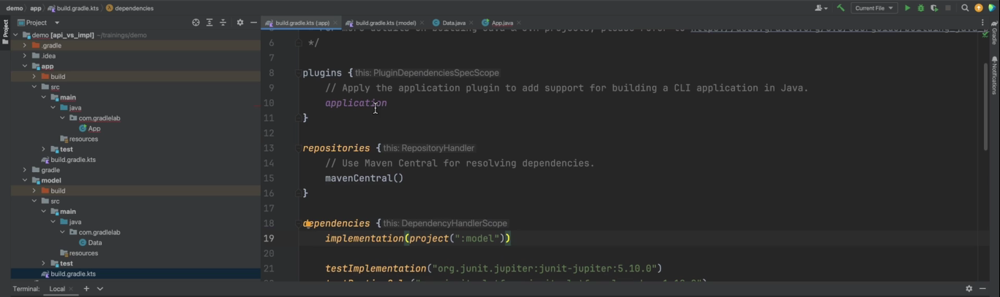 demo › app › build.gradle.kts › dependencies
Current File
Project
build.gradle.kts (:app)
build.gradle.kts (:model)
Data.java
App.java
Project
Gradle
Notifications
demo [api_vs_impl] ~/trainings/demo
.gradle
.idea
app
build
src
main
java
com.gradlelab
App
resources
test
build.gradle.kts
gradle
model
build
src
main
java
com.gradlelab
Data
resources
test
build.gradle.kts
6 */
7
8 plugins { this: PluginDependenciesSpecScope
9 // Apply the application plugin to add support for building a CLI application in Java.
10 application
11 }
12
13 repositories { this: RepositoryHandler
14 // Use Maven Central for resolving dependencies.
15 mavenCentral()
16 }
17
18 dependencies { this: DependencyHandlerScope
19 implementation(project(":model"))
20
21 testImplementation("org.junit.jupiter:junit-jupiter:5.10.0")
Terminal: Local